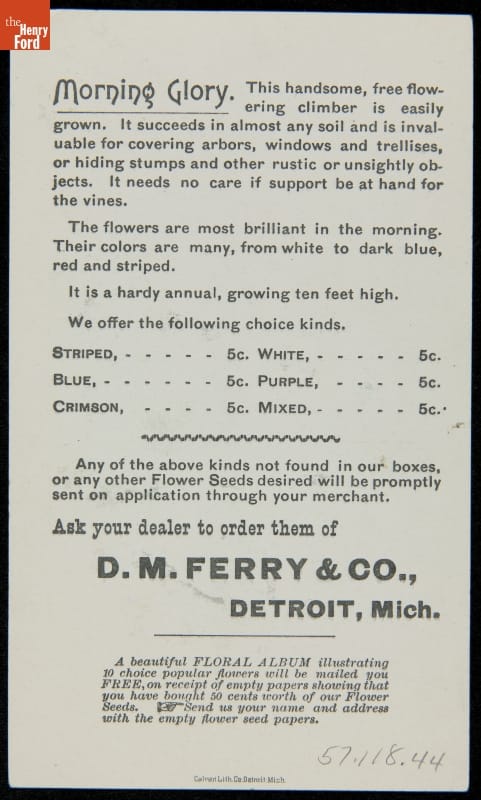 the
Henry
Ford
Morning Glory. This handsome, free flow-
ering climber is easily
grown. It succeeds in almost any soil and is inval-
uable for covering arbors, windows and trellises,
or hiding stumps and other rustic or unsightly ob-
jects. It needs no care if support be at hand for
the vines.
The flowers are most brilliant in the morning.
Their colors are many, from white to dark blue,
red and striped.
It is a hardy annual, growing ten feet high.
We offer the following choice kinds.
STRIPED, - - - - - 5c. WHITE, - - - - - 5c.
BLUE, - - - - - - 5c. PURPLE, - - - - 5c.
CRIMSON, - - - - 5c. MIXED, - - - - - 5c.
Any of the above kinds not found in our boxes,
or any other Flower Seeds desired will be promptly
sent on application through your merchant.
Ask your dealer to order them of
D. M. FERRY & CO.,
DETROIT, Mich.
A beautiful FLORAL ALBUM illustrating
10 choice popular flowers will be mailed you
FREE, on receipt of empty papers showing that
you have bought 50 cents worth of our Flower
Seeds. ☞ Send us your name and address
with the empty flower seed papers.
57.118.44
Calvert Lith. Co. Detroit Mich.